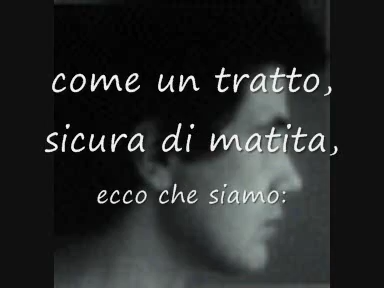 come un tratto,
sicura di matita,
ecco che siamo: